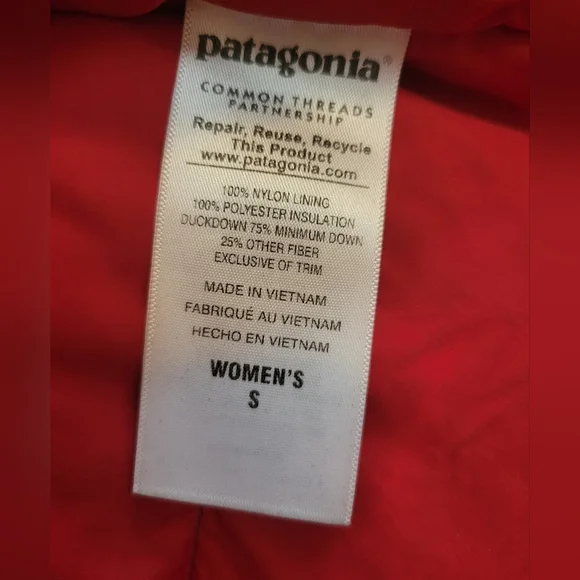 patagonia®
COMMON THREADS
PARTNERSHIP
Repair, Reuse, Recycle
This Product
www.patagonia.com
100% NYLON LINING
100% POLYESTER INSULATION
DUCKDOWN 75% MINIMUM DOWN
25% OTHER FIBER
EXCLUSIVE OF TRIM
MADE IN VIETNAM
FABRIQUÉ AU VIETNAM
HECHO EN VIETNAM
WOMEN'S
S